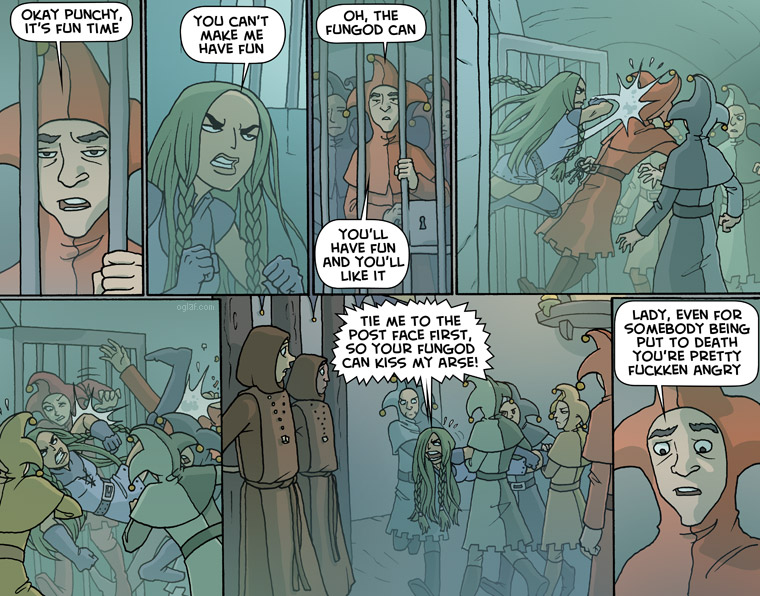 OKAY PUNCHY,
IT'S FUN TIME
YOU CAN'T
MAKE ME
HAVE FUN
OH, THE
FUNGOD CAN
YOU'LL
HAVE FUN
AND YOU'LL
LIKE IT
oglaf.com
TIE ME TO THE
POST FACE FIRST,
SO YOUR FUNGOD
CAN KISS MY ARSE!
LADY, EVEN FOR
SOMEBODY BEING
PUT TO DEATH
YOU'RE PRETTY
FUCKKEN ANGRY